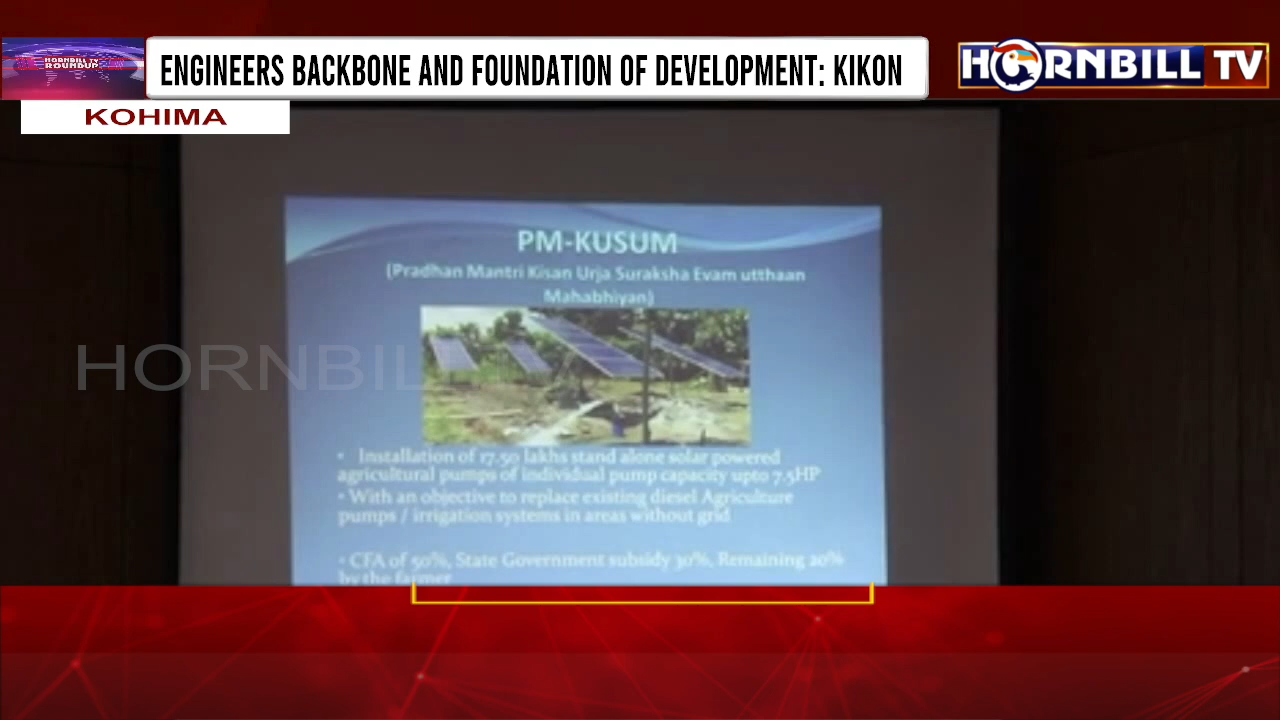 HORNBILL TV
ROUNDUP
ENGINEERS BACKBONE AND FOUNDATION OF DEVELOPMENT: KIKON
HORNBILL TV
KOHIMA
PM-KUSUM
(Pradhan Mantri Kisan Urja Suraksha Evam utthaan
Mahabhiyan)
HORNBILL
• Installation of 17.50 lakhs stand alone solar powered
agricultural pumps of individual pump capacity upto 7.5HP
• With an objective to replace existing diesel Agriculture
pumps / irrigation systems in areas without grid
• CFA of 50%, State Government subsidy 30%, Remaining 20%
by the farmer